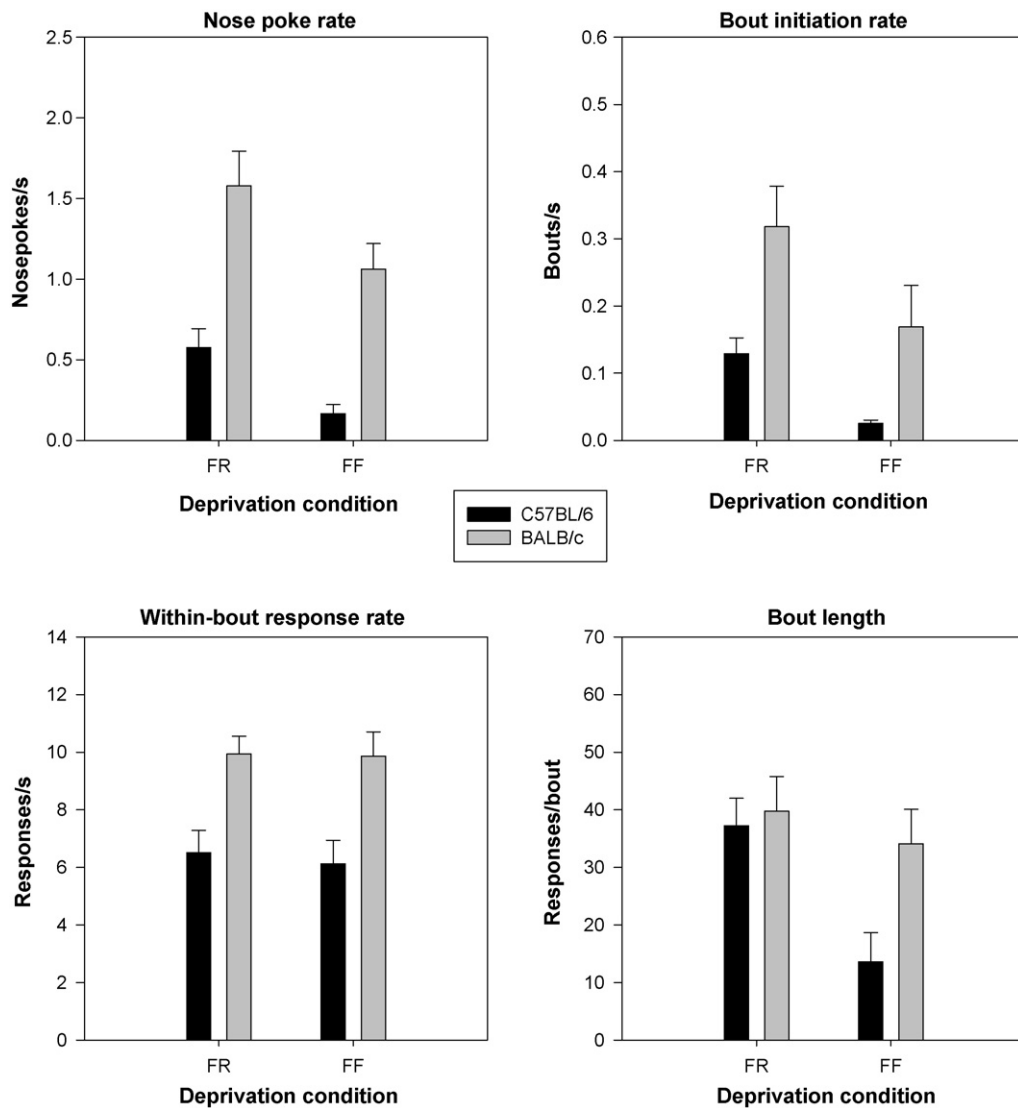 Nose poke rate
2.5
2.0
1.5
1.0
0.5
0.0
Nosepokes/s
FR FF
Deprivation condition
Bout initiation rate
0.6
0.5
0.4
0.3
0.2
0.1
0.0
Bouts/s
FR FF
Deprivation condition
C57BL/6
BALB/c
Within-bout response rate
14
12
10
8
6
4
2
0
Responses/s
FR FF
Deprivation condition
Bout length
70
60
50
40
30
20
10
0
Responses/bout
FR FF
Deprivation condition